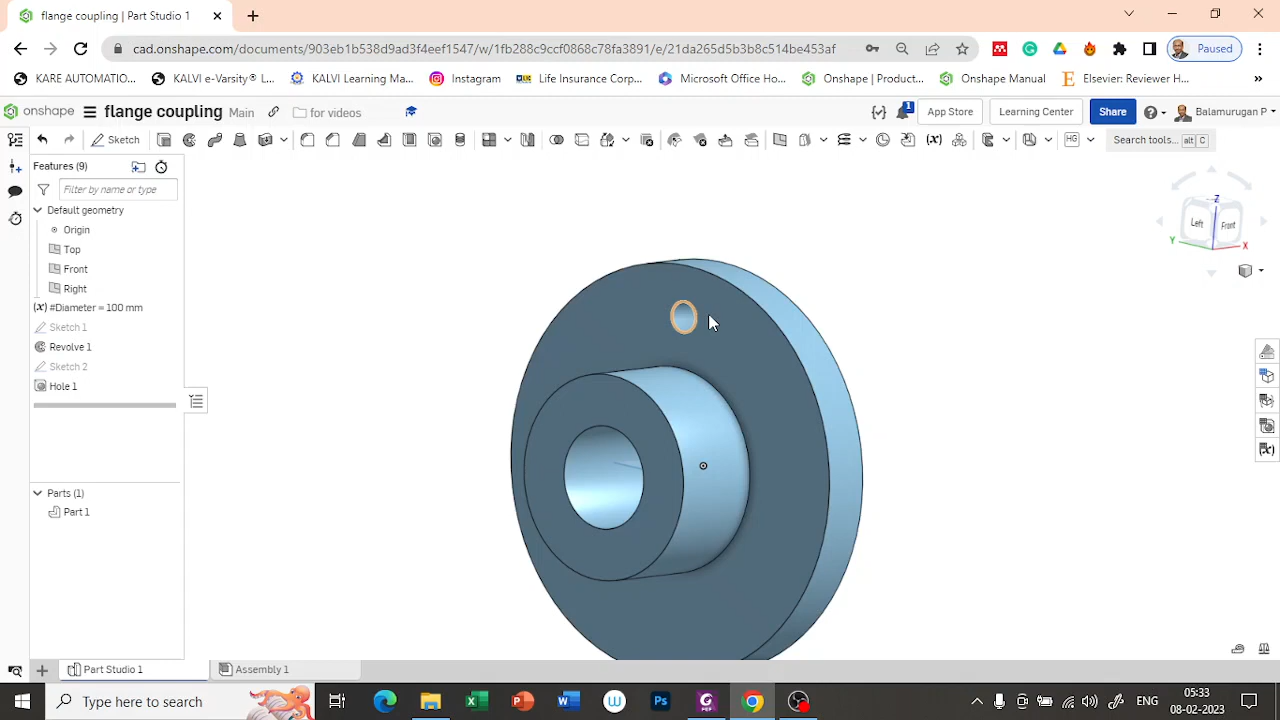 flange coupling | Part Studio 1
cad.onshape.com/documents/903eb1b538d9ad3f4eef1547/w/1fb288c9ccf0868c78fa3891/e/21da265d5b3b8c514be453af
Paused
KARE AUTOMATIO...
KALVI e-Varsity® L...
KALVI Learning Ma...
Instagram
Life Insurance Corp...
Microsoft Office Ho...
Onshape | Product...
Onshape Manual
Elsevier: Reviewer H...
»
onshape
flange coupling
Main
for videos
1
App Store
Learning Center
Share
Balamurugan P
Sketch
Search tools...
alt
C
Features (9)
Filter by name or type
Default geometry
Origin
Top
Front
Right
(x) #Diameter = 100 mm
Sketch 1
Revolve 1
Sketch 2
Hole 1
Parts (1)
Part 1
Z
Left
Front
Y
X
Part Studio 1
Assembly 1
Type here to search
ENG
05:33
08-02-2023